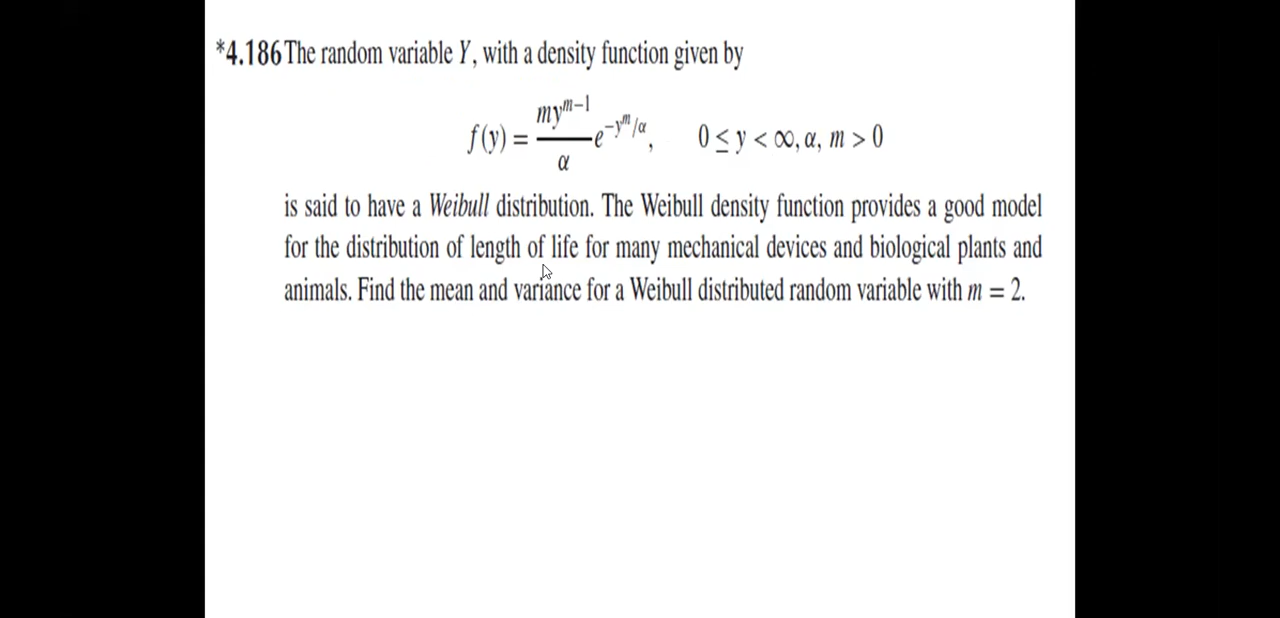 *4.186 The random variable Y, with a density function given by
f(y) = my^{m−1}/α e^{−y^m/α}, 0 ≤ y < ∞, α, m > 0
is said to have a Weibull distribution. The Weibull density function provides a good model
for the distribution of length of life for many mechanical devices and biological plants and
animals. Find the mean and variance for a Weibull distributed random variable with m = 2.